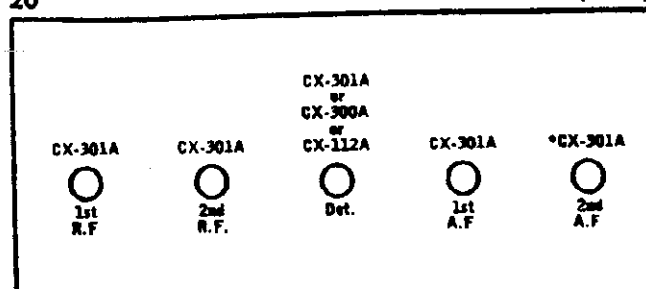 20
CX-301A
or
CX-300A
or
CX-301A CX-301A CX-112A CX-301A *CX-301A
1st 2nd Det. 1st 2nd
R.F R.F. A.F A.F